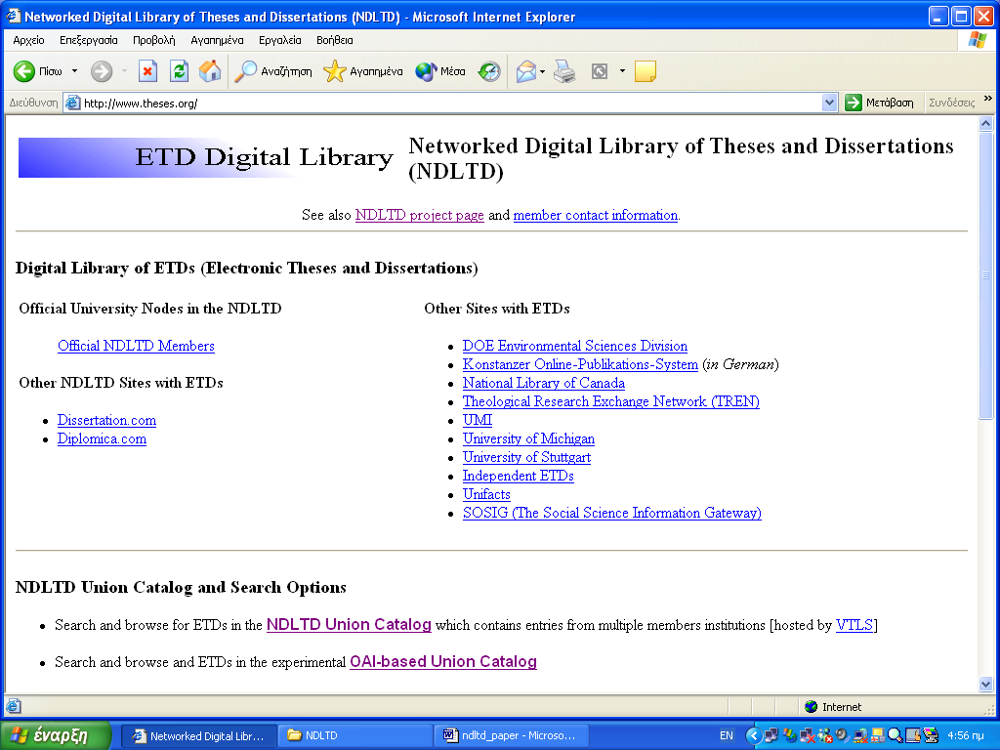 Networked Digital Library of Theses and Dissertations (NDLTD) - Microsoft Internet Explorer
Αρχείο Επεξεργασία Προβολή Αγαπημένα Εργαλεία Βοήθεια
Πίσω Αναζήτηση Αγαπημένα Μέσα
Διεύθυνση http://www.theses.org/ Μετάβαση Συνδέσεις »
ETD Digital Library
Networked Digital Library of Theses and Dissertations
(NDLTD)
See also NDLTD project page and member contact information.
Digital Library of ETDs (Electronic Theses and Dissertations)
Official University Nodes in the NDLTD
Official NDLTD Members
Other NDLTD Sites with ETDs
• Dissertation.com
• Diplomica.com
Other Sites with ETDs
• DOE Environmental Sciences Division
• Konstanzer Online-Publikations-System (in German)
• National Library of Canada
• Theological Research Exchange Network (TREN)
• UMI
• University of Michigan
• University of Stuttgart
• Independent ETDs
• Unifacts
• SOSIG (The Social Science Information Gateway)
NDLTD Union Catalog and Search Options
• Search and browse for ETDs in the NDLTD Union Catalog which contains entries from multiple members institutions [hosted by VTLS]
• Search and browse and ETDs in the experimental OAI-based Union Catalog
Internet
έναρξη Networked Digital Libr... NDLTD ndltd_paper - Microso... EN 4:56 πμ